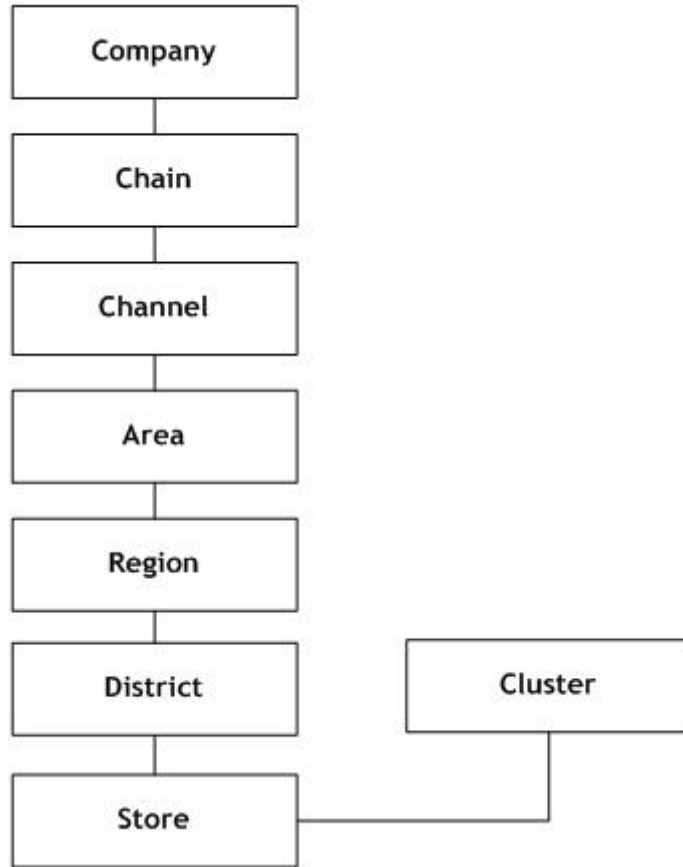 Company
Chain
Channel
Area
Region
District
Cluster
Store